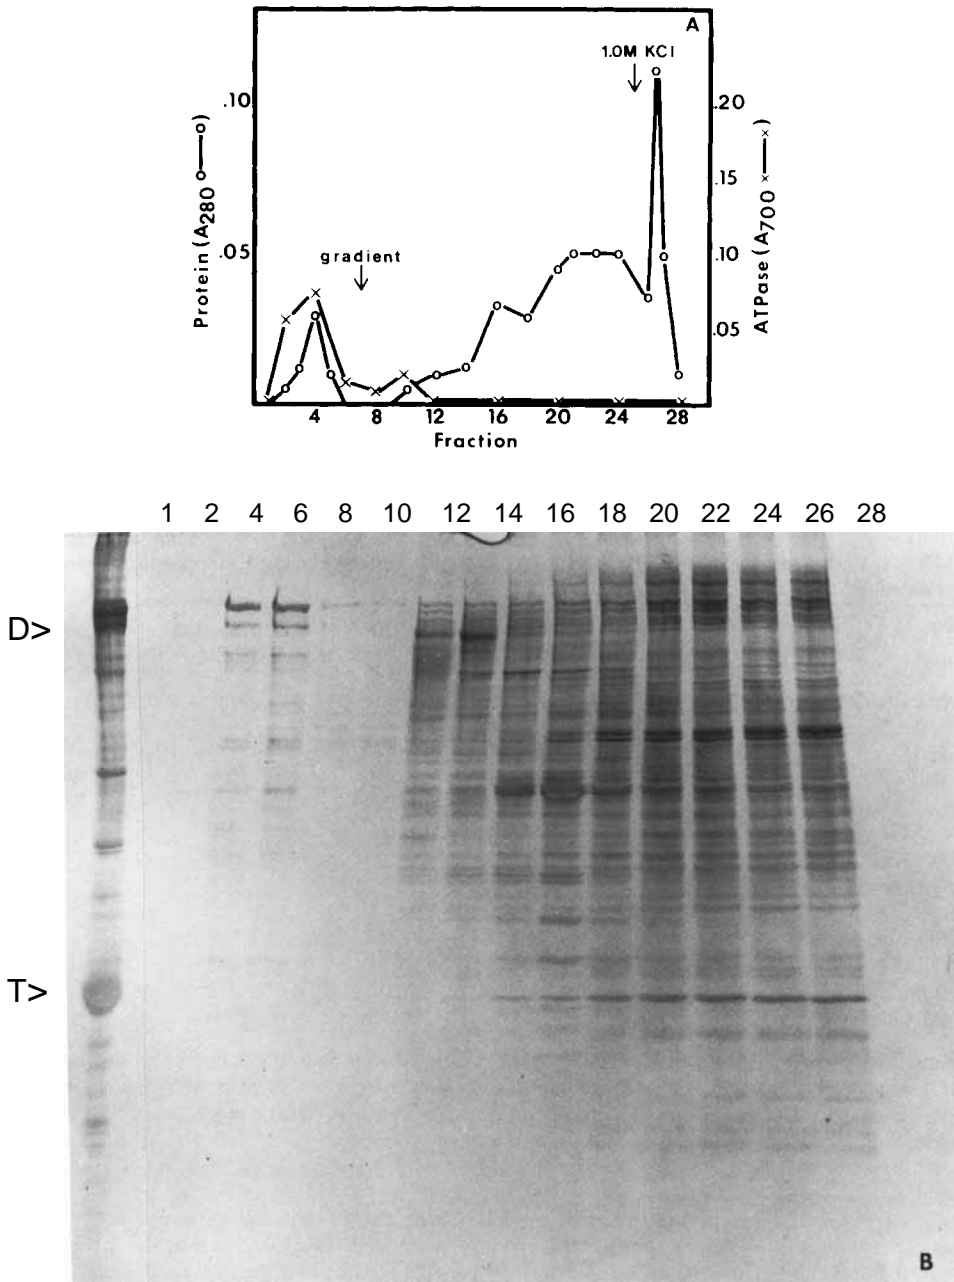 A
1.0M KCl
.10
.20
.15
gradient
.05
.10
.05
Protein (A280 o—o)
ATPase (A700 x—x)
4 8 12 16 20 24 28
Fraction
1 2 4 6 8 10 12 14 16 18 20 22 24 26 28
D>
T>
B